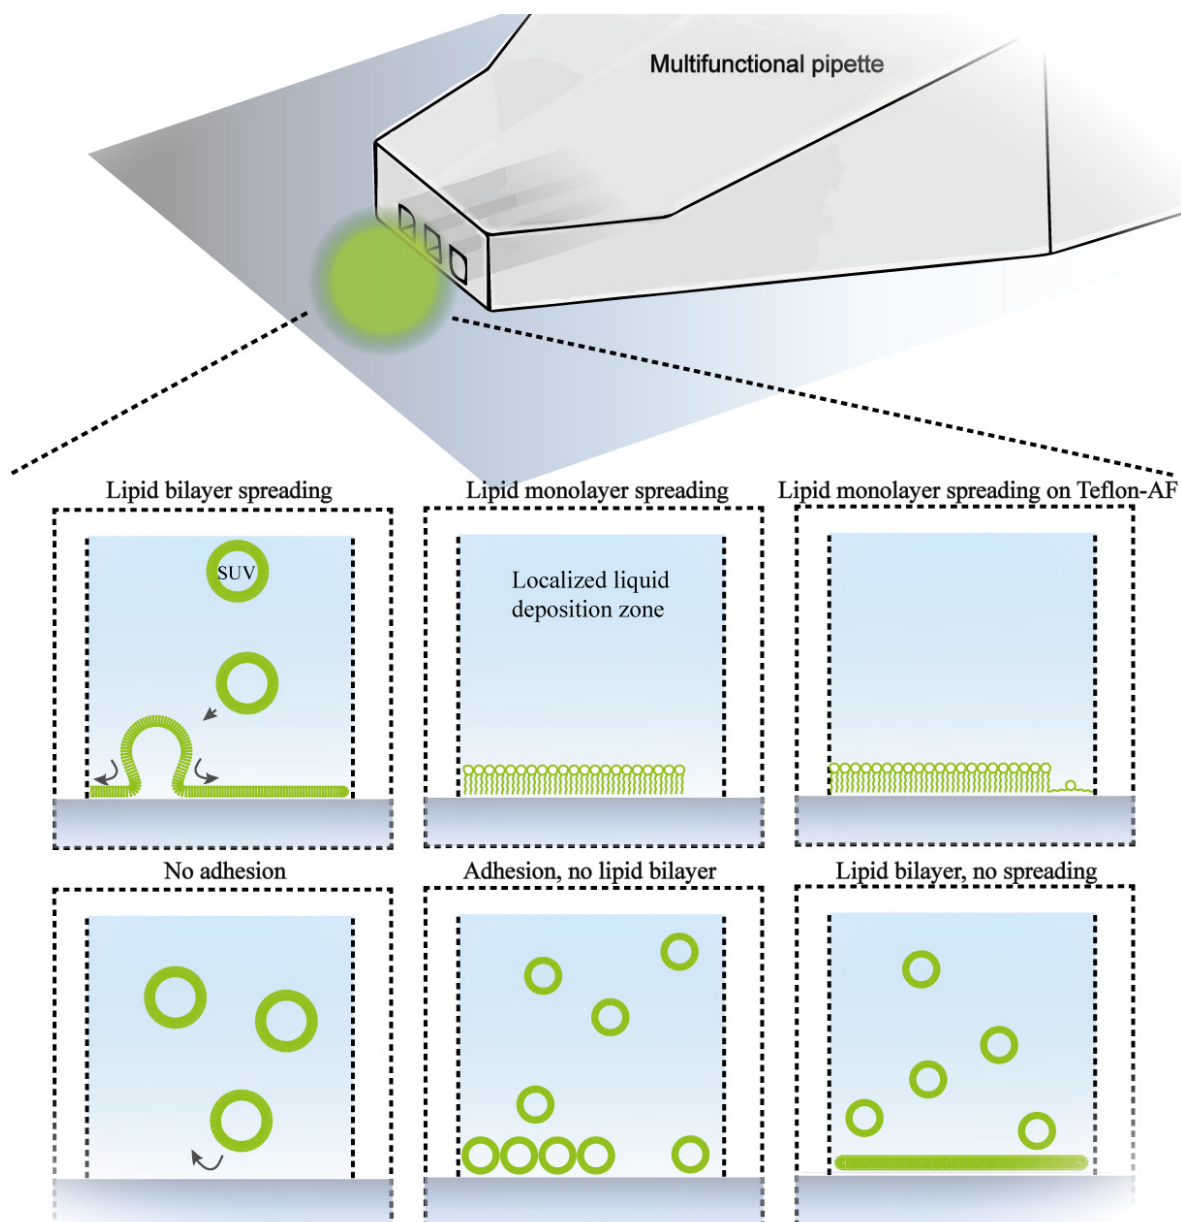 Multifunctional pipette
Lipid bilayer spreading
Lipid monolayer spreading
Lipid monolayer spreading on Teflon-AF
SUV
Localized liquid
deposition zone
No adhesion
Adhesion, no lipid bilayer
Lipid bilayer, no spreading